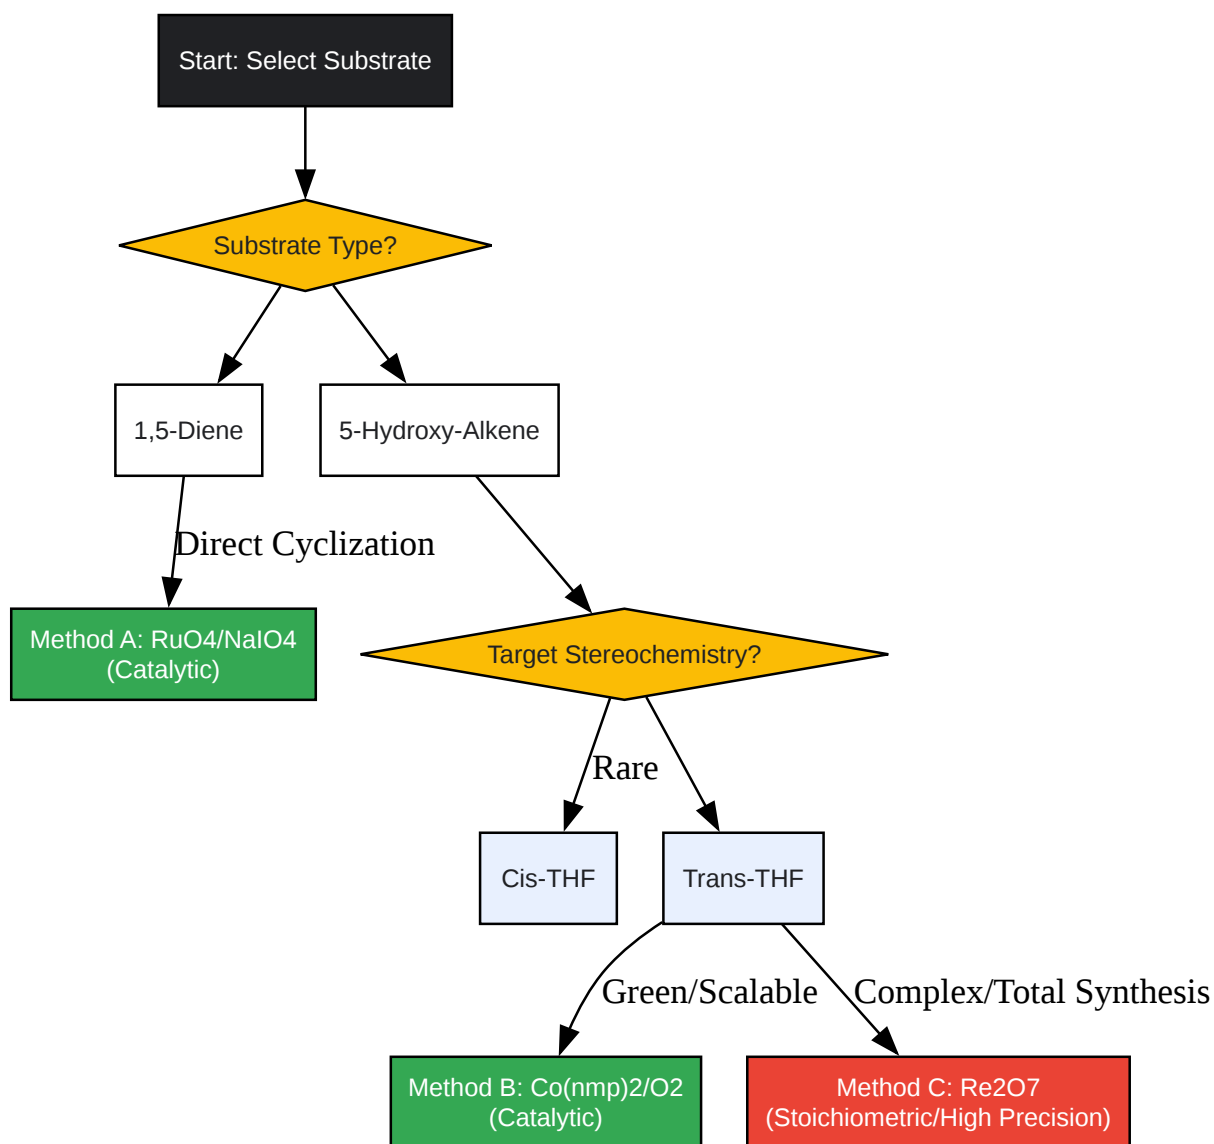 Start: Select Substrate
Substrate Type?
1,5-Diene
5-Hydroxy-Alkene
Direct Cyclization
Method A: RuO4/NaIO4
(Catalytic)
Target Stereochemistry?
Rare
Cis-THF
Trans-THF
Green/Scalable
Complex/Total Synthesis
Method B: Co(nmp)2/O2
(Catalytic)
Method C: Re2O7
(Stoichiometric/High Precision)